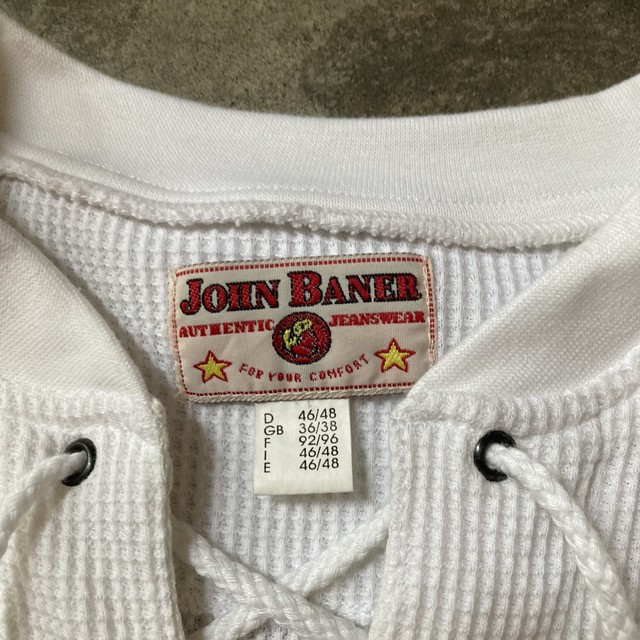 JOHN BANER
AUTHENTIC JEANSWEAR
FOR YOUR COMFORT
D 46/48
GB 36/38
F 92/96
I 46/48
E 46/48